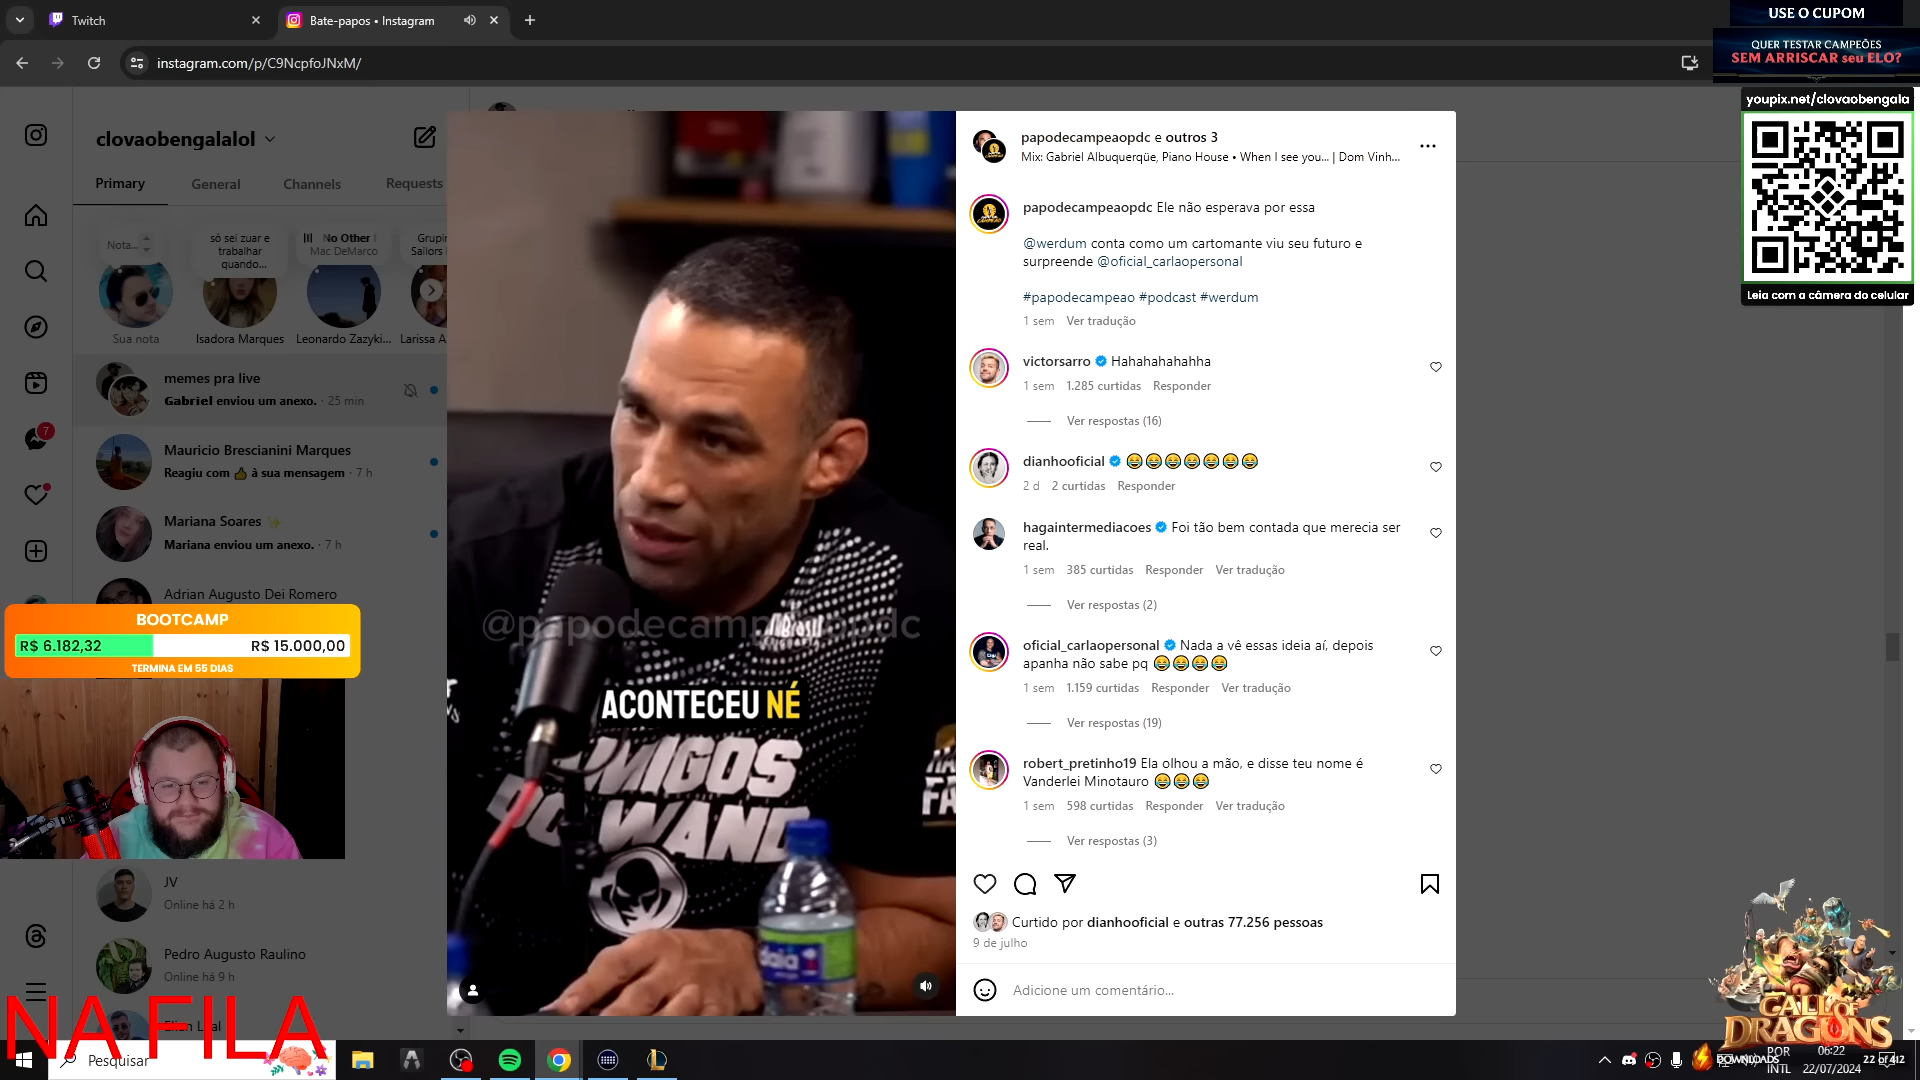 Twitch
Bate-papos • Instagram
instagram.com/p/C9NcpfoJNxM/
USE O CUPOM
QUER TESTAR CAMPEÕES
SEM ARRISCAR seu ELO?
youpix.net/clovaobengala
Leia com a câmera do celular
clovaobengalalol
Primary
General
Channels
Requests
Nota...
só sei zuar e
trabalhar
quando...
No Other
Mac DeMarco
Grupin
Sailors
Sua nota
Isadora Marques
Leonardo Zazyki...
Larissa A
memes pra live
Gabriel enviou um anexo. · 25 min
Mauricio Brescianini Marques
Reagiu com 👍 à sua mensagem · 7 h
Mariana Soares ✨
Mariana enviou um anexo. · 7 h
Adrian Augusto Dei Romero
7
BOOTCAMP
R$ 6.182,32
R$ 15.000,00
TERMINA EM 55 DIAS
JV
Online há 2 h
Pedro Augusto Raulino
Online há 9 h
NA FILA
@papodecampeaopdc
Brasil
ACONTECEU NÉ
AMIGOS
DO WAND
papodecampeaopdc e outros 3
Mix: Gabriel Albuquerqüe, Piano House • When I see you... | Dom Vinh...
papodecampeaopdc Ele não esperava por essa
@werdum conta como um cartomante viu seu futuro e
surpreende @oficial_carlaopersonal
#papodecampeao #podcast #werdum
1 sem Ver tradução
victorsarro Hahahahahahha
1 sem 1.285 curtidas Responder
Ver respostas (16)
dianhooficial 😂😂😂😂😂😂😂
2 d 2 curtidas Responder
hagaintermediacoes Foi tão bem contada que merecia ser
real.
1 sem 385 curtidas Responder Ver tradução
Ver respostas (2)
oficial_carlaopersonal Nada a vê essas ideia aí, depois
apanha não sabe pq 😂😂😂😂
1 sem 1.159 curtidas Responder Ver tradução
Ver respostas (19)
robert_pretinho19 Ela olhou a mão, e disse teu nome é
Vanderlei Minotauro 😂😂😂
1 sem 598 curtidas Responder Ver tradução
Ver respostas (3)
Curtido por dianhooficial e outras 77.256 pessoas
9 de julho
Adicione um comentário...
CALL OF
DRAGONS
Pesquisar
DOWNLOADS
POR
INTL
06:22
22/07/2024
22 of 412